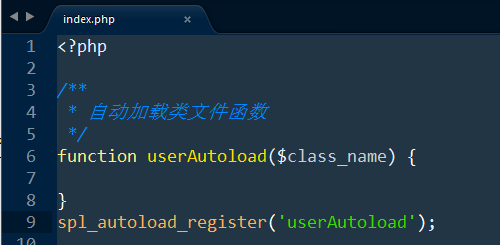 index.php
1 <?php
2
3 /**
4  * 自动加载类文件函数
5  */
6 function userAutoload($class_name) {
7
8 }
9 spl_autoload_register('userAutoload');
10